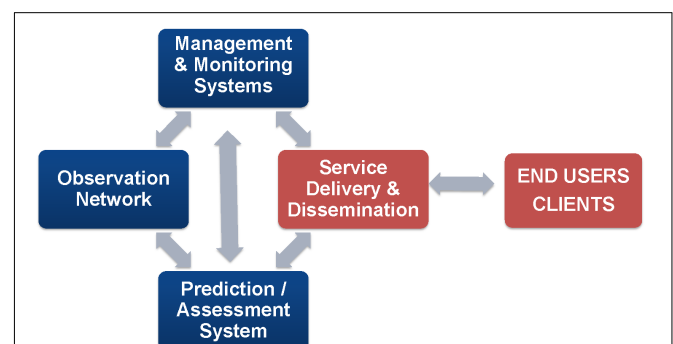 Management
& Monitoring
Systems
Observation
Network
Service
Delivery &
Dissemination
END USERS
CLIENTS
Prediction /
Assessment
System